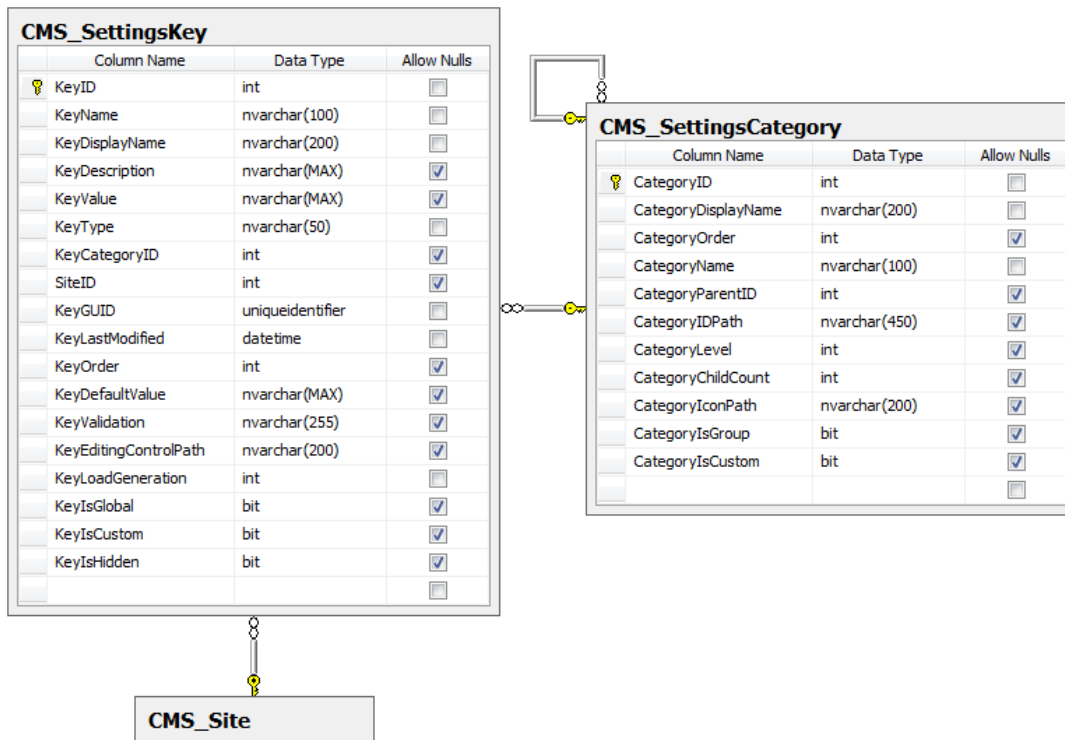 CMS_SettingsKey
Column Name Data Type Allow Nulls
KeyID int
KeyName nvarchar(100)
KeyDisplayName nvarchar(200)
KeyDescription nvarchar(MAX)
KeyValue nvarchar(MAX)
KeyType nvarchar(50)
KeyCategoryID int
SiteID int
KeyGUID uniqueidentifier
KeyLastModified datetime
KeyOrder int
KeyDefaultValue nvarchar(MAX)
KeyValidation nvarchar(255)
KeyEditingControlPath nvarchar(200)
KeyLoadGeneration int
KeyIsGlobal bit
KeyIsCustom bit
KeyIsHidden bit
CMS_SettingsCategory
Column Name Data Type Allow Nulls
CategoryID int
CategoryDisplayName nvarchar(200)
CategoryOrder int
CategoryName nvarchar(100)
CategoryParentID int
CategoryIDPath nvarchar(450)
CategoryLevel int
CategoryChildCount int
CategoryIconPath nvarchar(200)
CategoryIsGroup bit
CategoryIsCustom bit
CMS_Site